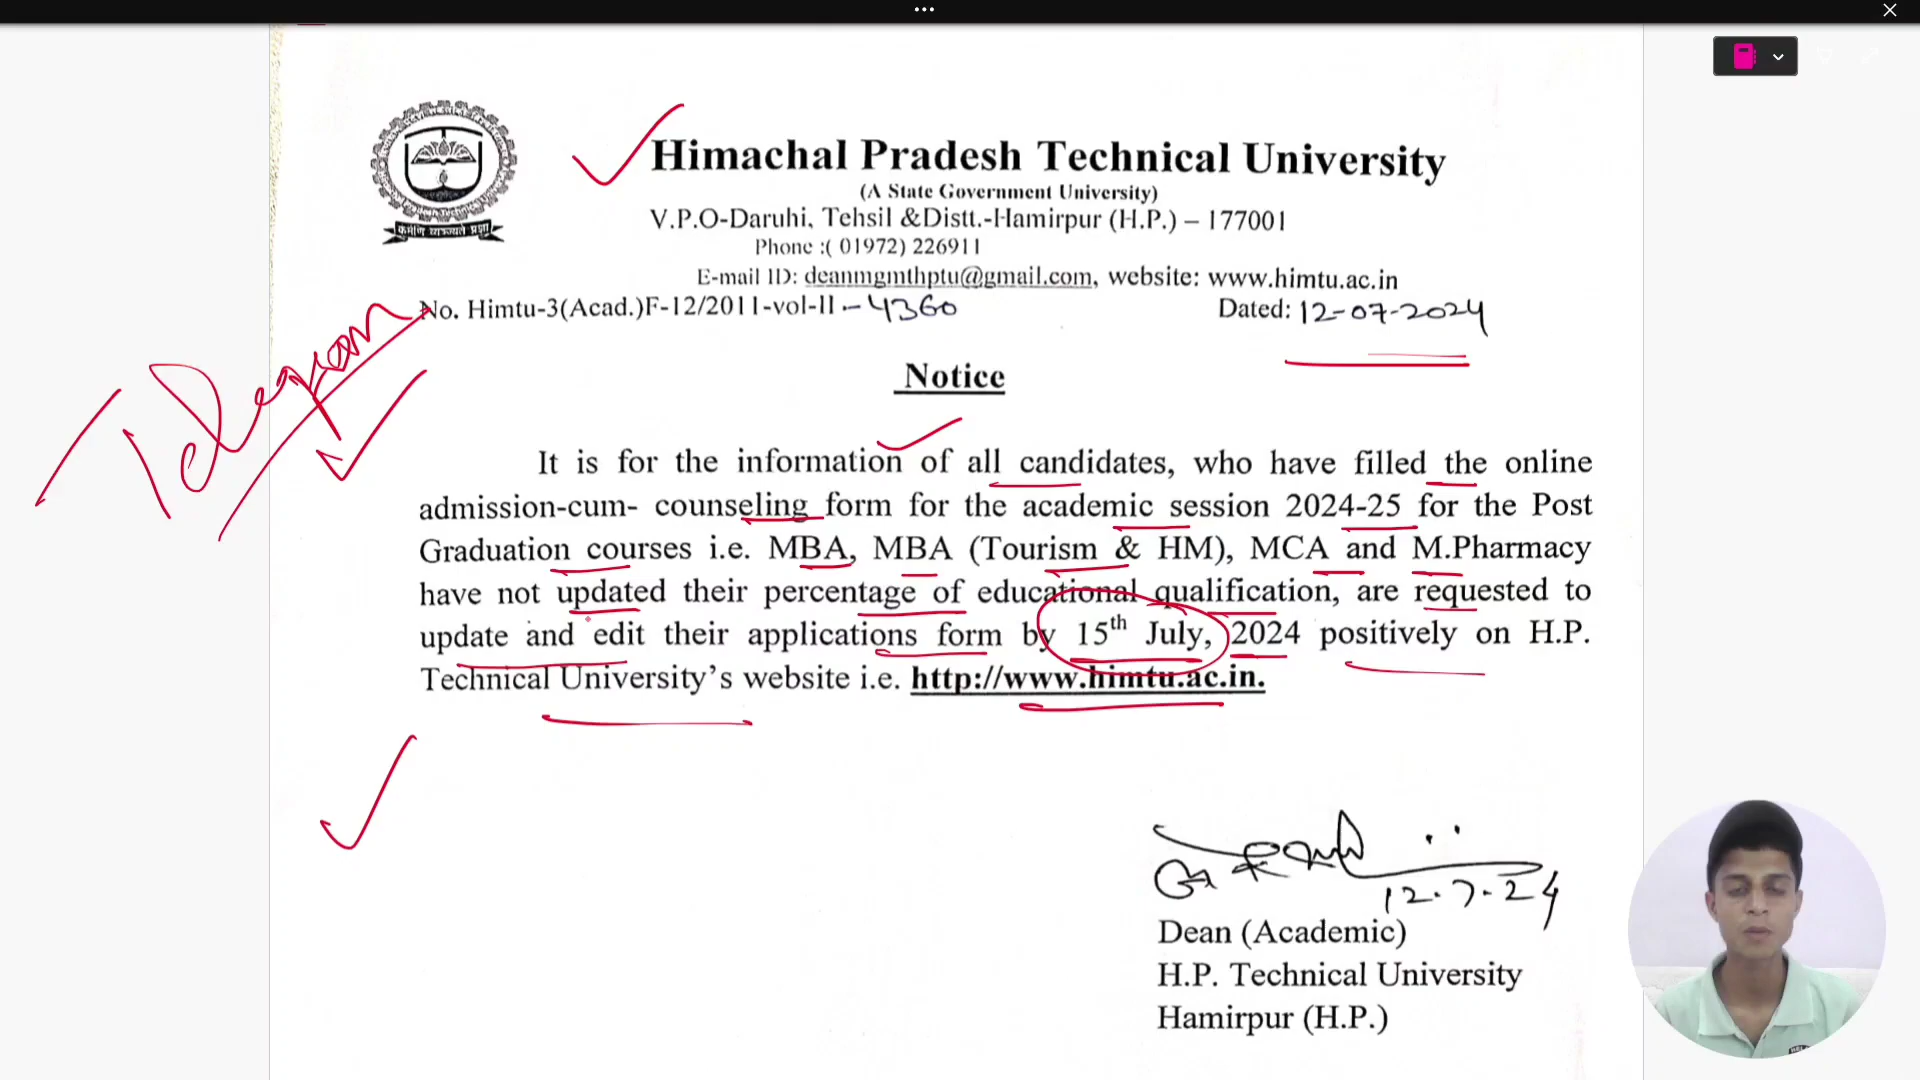 Himachal Pradesh Technical University
(A State Government University)
V.P.O-Daruhi, Tehsil &Distt.-Hamirpur (H.P.) – 177001
Phone :( 01972) 226911
E-mail ID: deanmgmthptu@gmail.com, website: www.himtu.ac.in
No. Himtu-3(Acad.)F-12/2011-vol-II - 4360
Dated: 12-07-2024
Telegram
Notice
It is for the information of all candidates, who have filled the online
admission-cum- counseling form for the academic session 2024-25 for the Post
Graduation courses i.e. MBA, MBA (Tourism & HM), MCA and M.Pharmacy
have not updated their percentage of educational qualification, are requested to
update and edit their applications form by 15th July, 2024 positively on H.P.
Technical University’s website i.e. http://www.himtu.ac.in.
12.7.24
Dean (Academic)
H.P. Technical University
Hamirpur (H.P.)